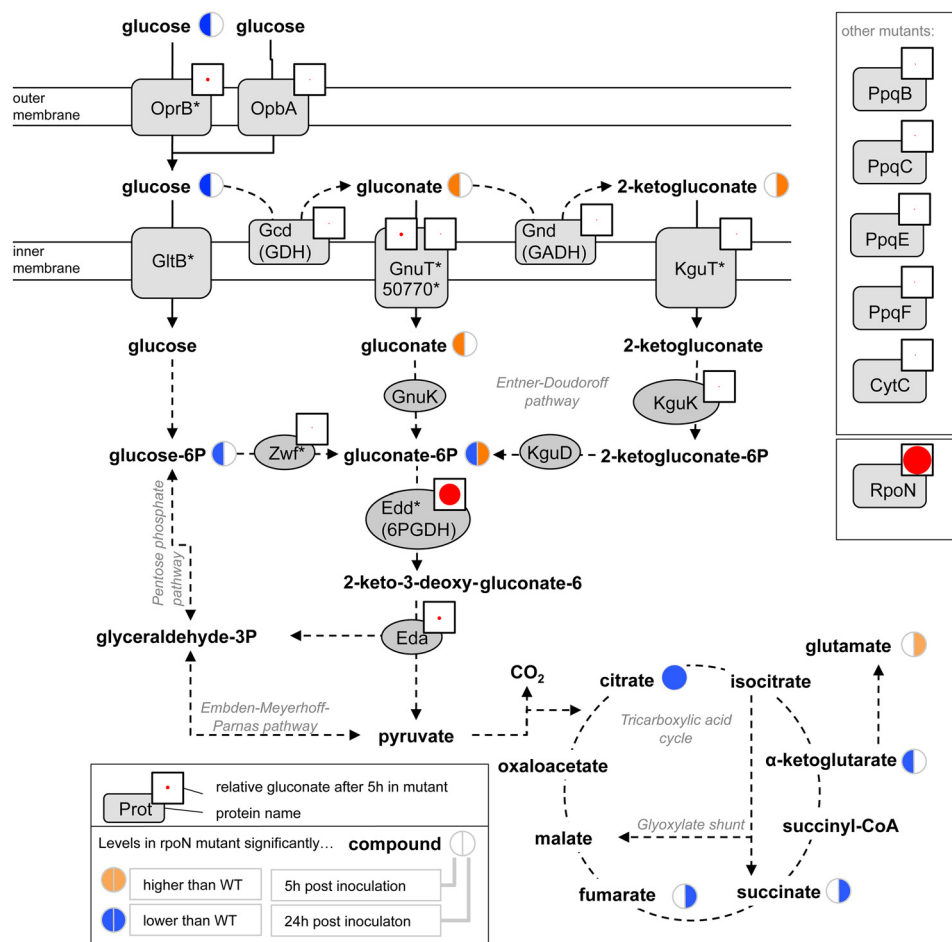 glucose
glucose
other mutants:
OprB*
OpbA
PpqB
outer
membrane
PpqC
glucose
gluconate
2-ketogluconate
Gcd
(GDH)
Gnd
(GADH)
PpqE
inner
membrane
GltB*
GnuT*
50770*
KguT*
PpqF
glucose
gluconate
2-ketogluconate
CytC
Entner-Doudoroff
pathway
GnuK
KguK
glucose-6P
Zwf*
gluconate-6P
KguD
2-ketogluconate-6P
RpoN
Edd*
(6PGDH)
Pentose phosphate
pathway
2-keto-3-deoxy-gluconate-6
glyceraldehyde-3P
Eda
glutamate
CO2
citrate
isocitrate
Embden-Meyerhoff-
Parnas pathway
Tricarboxylic acid
cycle
pyruvate
oxaloacetate
α-ketoglutarate
relative gluconate after 5h in mutant
Prot
protein name
malate
Glyoxylate shunt
succinyl-CoA
Levels in rpoN mutant significantly…
compound
higher than WT
5h post inoculation
fumarate
succinate
lower than WT
24h post inoculaton